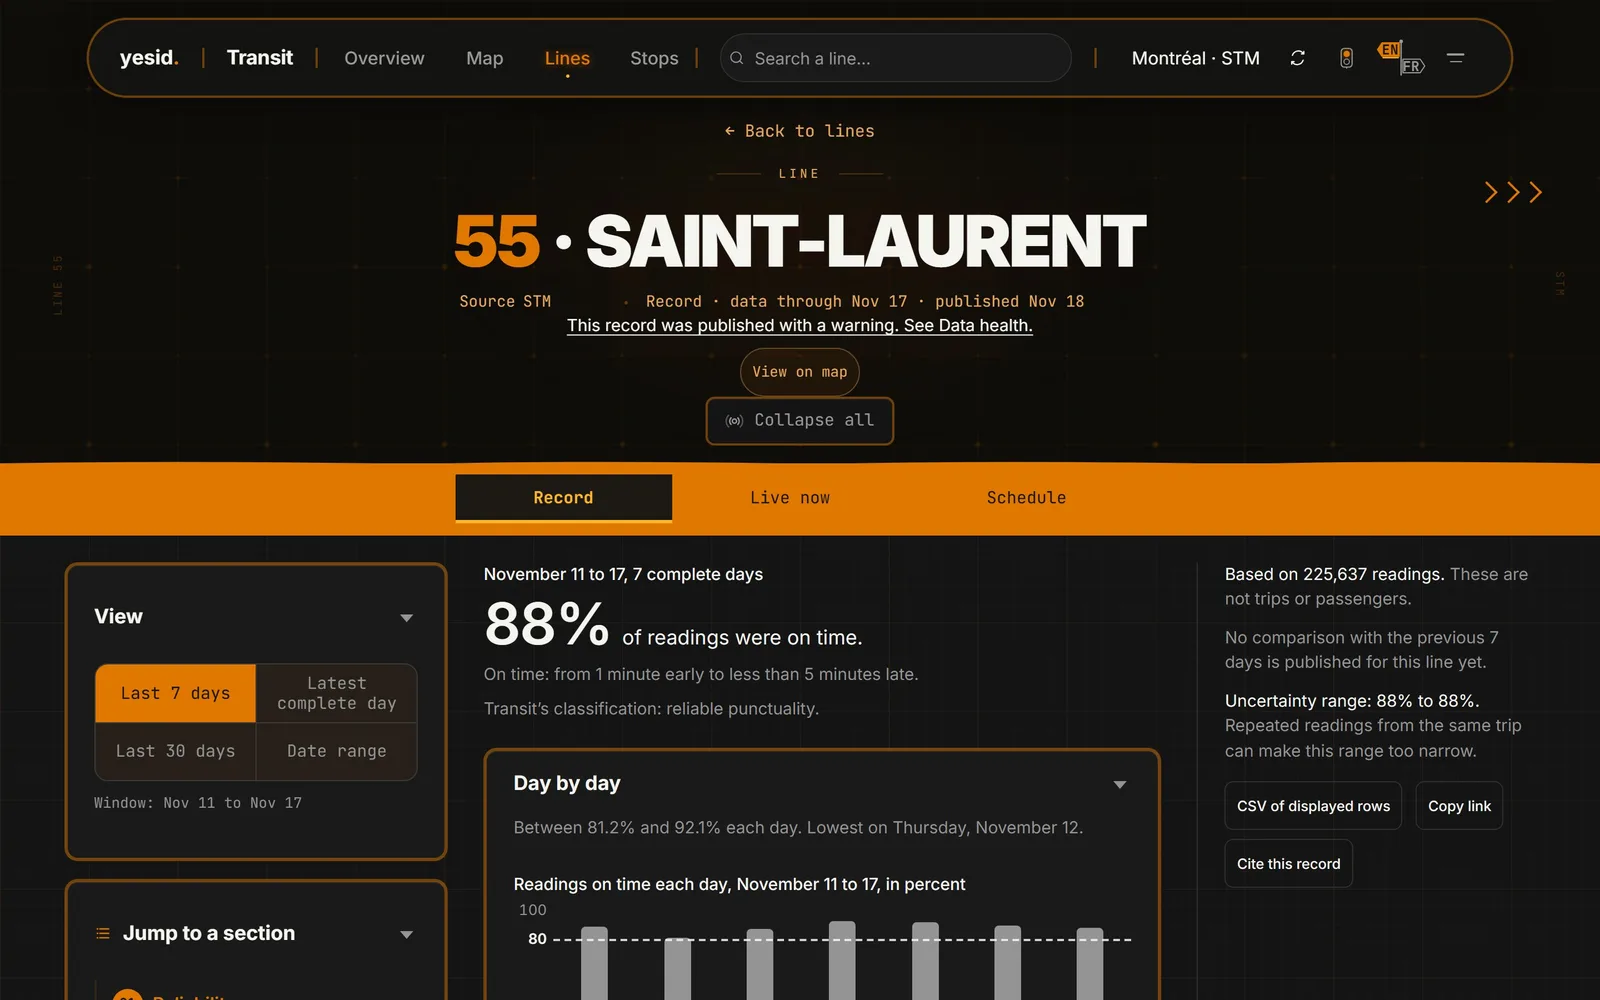 yesid. Transit Overview Map Lines Stops Search a line... Montréal · STM EN FR
← Back to lines
LINE
55 · SAINT-LAURENT
LINE 55
STM
Source STM · Record · data through Nov 17 · published Nov 18
This record was published with a warning. See Data health.
View on map
Collapse all
Record Live now Schedule
View
Last 7 days
Latest
complete day
Last 30 days
Date range
Window: Nov 11 to Nov 17
Jump to a section
November 11 to 17, 7 complete days
88% of readings were on time.
On time: from 1 minute early to less than 5 minutes late.
Transit’s classification: reliable punctuality.
Day by day
Between 81.2% and 92.1% each day. Lowest on Thursday, November 12.
Readings on time each day, November 11 to 17, in percent
100
80
Based on 225,637 readings. These are
not trips or passengers.
No comparison with the previous 7
days is published for this line yet.
Uncertainty range: 88% to 88%.
Repeated readings from the same trip
can make this range too narrow.
CSV of displayed rows
Copy link
Cite this record